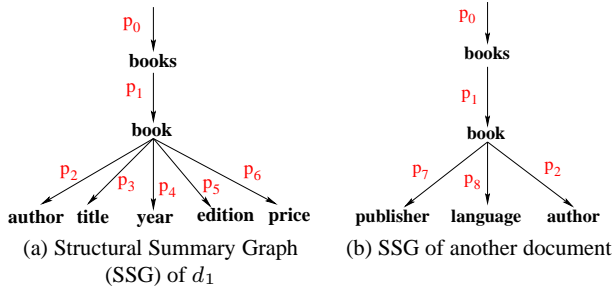 p0
books
p1
book
p2 p3 p4 p5 p6
author title year edition price
(a) Structural Summary Graph
(SSG) of d1
p0
books
p1
book
p7 p8 p2
publisher language author
(b) SSG of another document